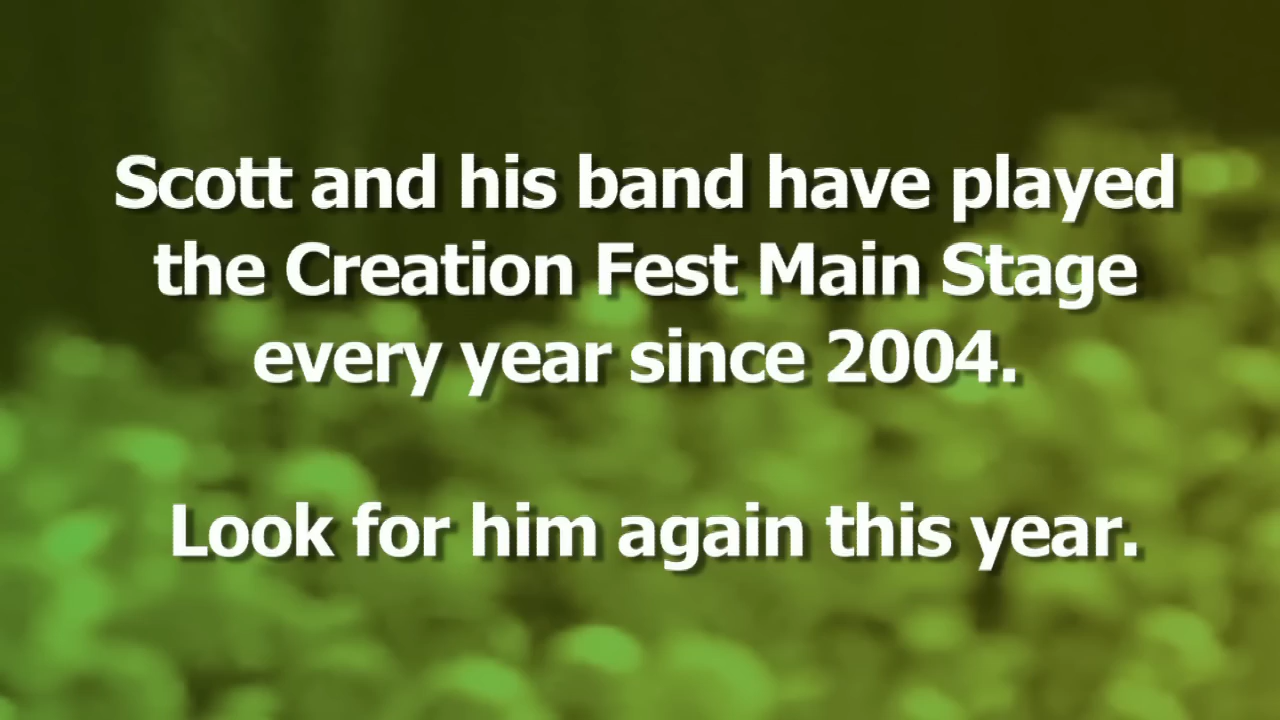 Scott and his band have played
the Creation Fest Main Stage
every year since 2004.
Look for him again this year.